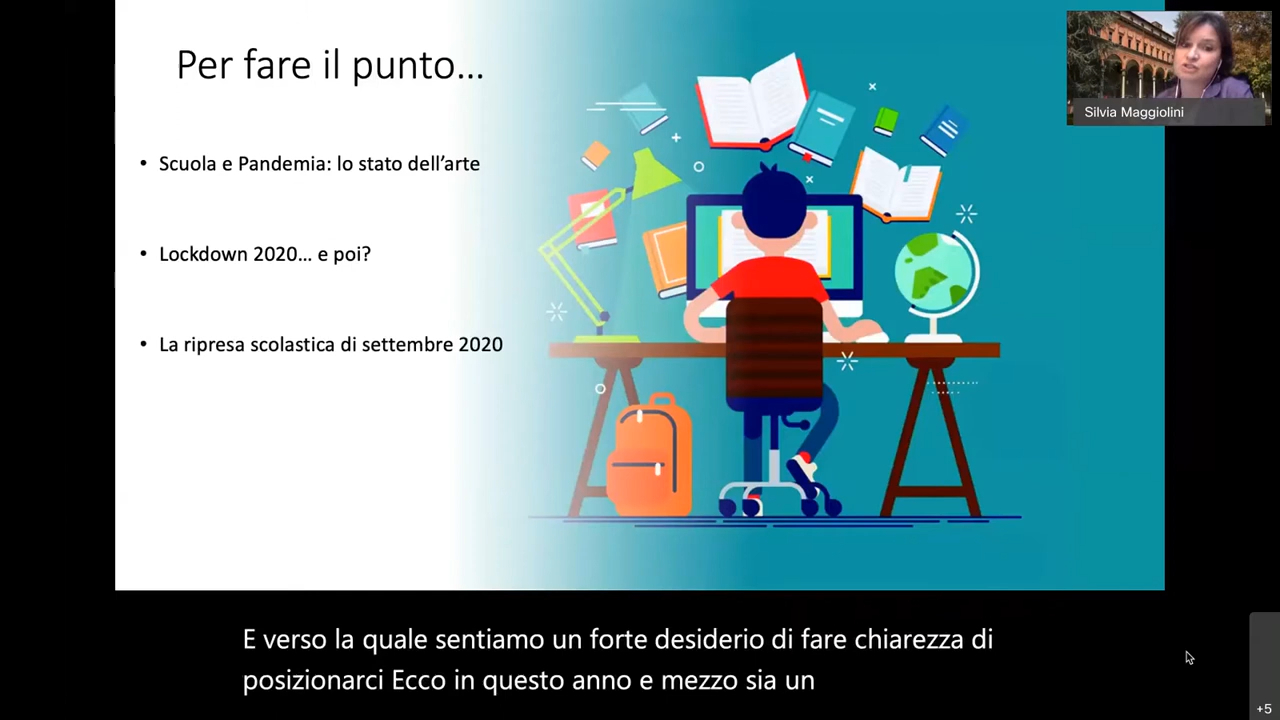 Per fare il punto...
Silvia Maggiolini
• Scuola e Pandemia: lo stato dell’arte
• Lockdown 2020... e poi?
• La ripresa scolastica di settembre 2020
E verso la quale sentiamo un forte desiderio di fare chiarezza di
posizionarci Ecco in questo anno e mezzo sia un
+5